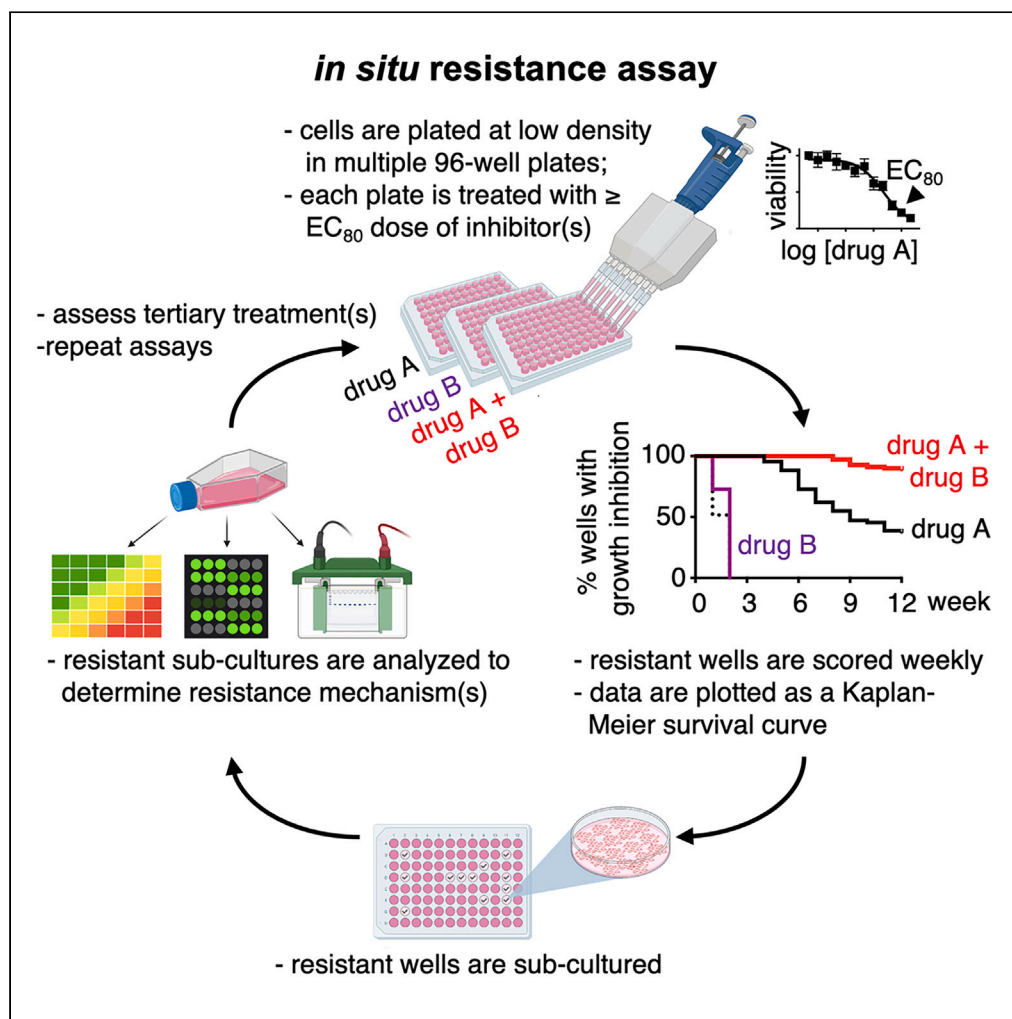 in situ resistance assay
- cells are plated at low density
in multiple 96-well plates;
- each plate is treated with ≥
EC80 dose of inhibitor(s)
viability
EC80
log [drug A]
- assess tertiary treatment(s)
-repeat assays
drug A
drug B
drug A +
drug B
% wells with
growth inhibition
100
50
0
0 3 6 9 12 week
drug A +
drug B
drug A
drug B
- resistant wells are scored weekly
- data are plotted as a Kaplan-
Meier survival curve
- resistant sub-cultures are analyzed to
determine resistance mechanism(s)
- resistant wells are sub-cultured